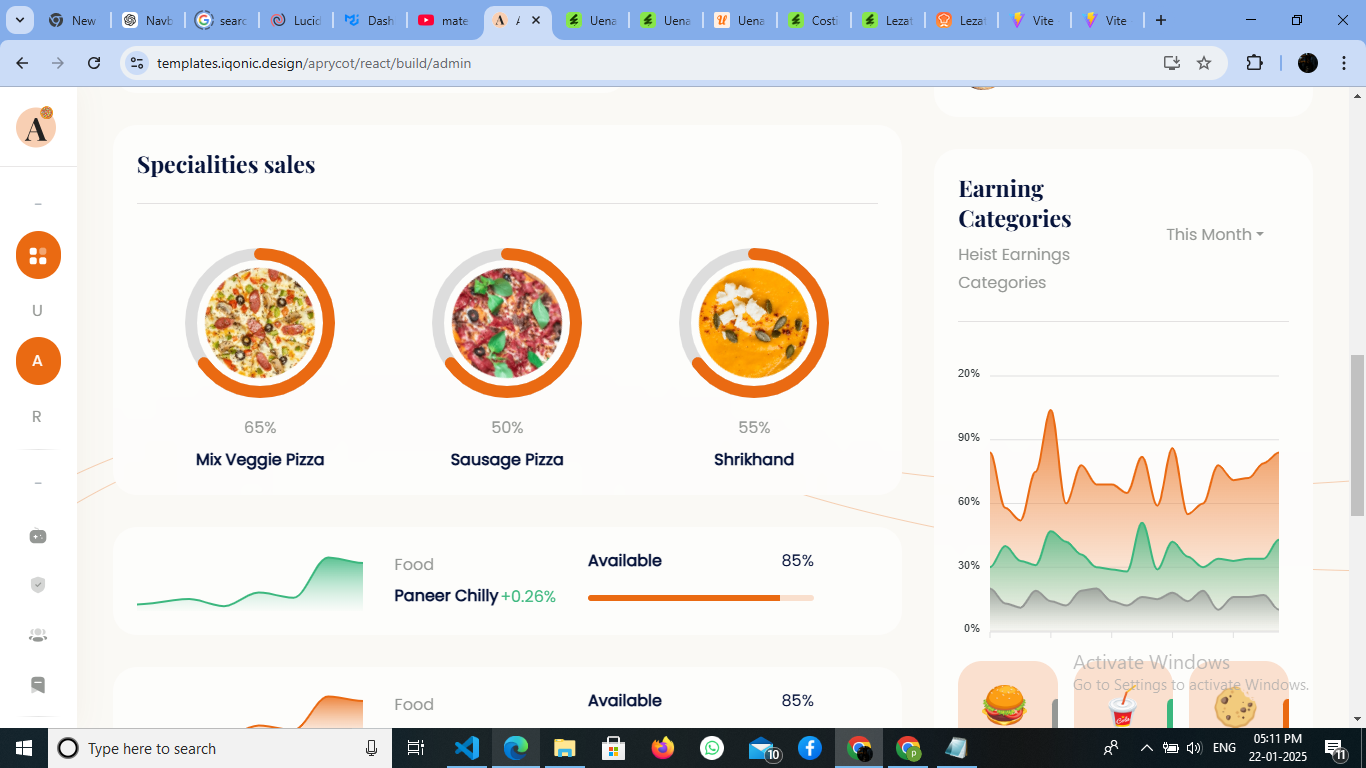 New
Navb
searc
Lucid
Dash
mate
A
Uena
Uena
Uena
Costi
Lezat
Lezat
Vite
Vite
templates.iqonic.design/aprycot/react/build/admin
A
–
U
A
R
–
Specialities sales
65%
50%
55%
Mix Veggie Pizza
Sausage Pizza
Shrikhand
Food
Paneer Chilly +0.26%
Available
85%
Food
Available
85%
Earning
Categories
Heist Earnings
Categories
This Month
20%
90%
60%
30%
0%
Activate Windows
Go to Settings to activate Windows.
Type here to search
10
P
ENG
05:11 PM
22-01-2025
11